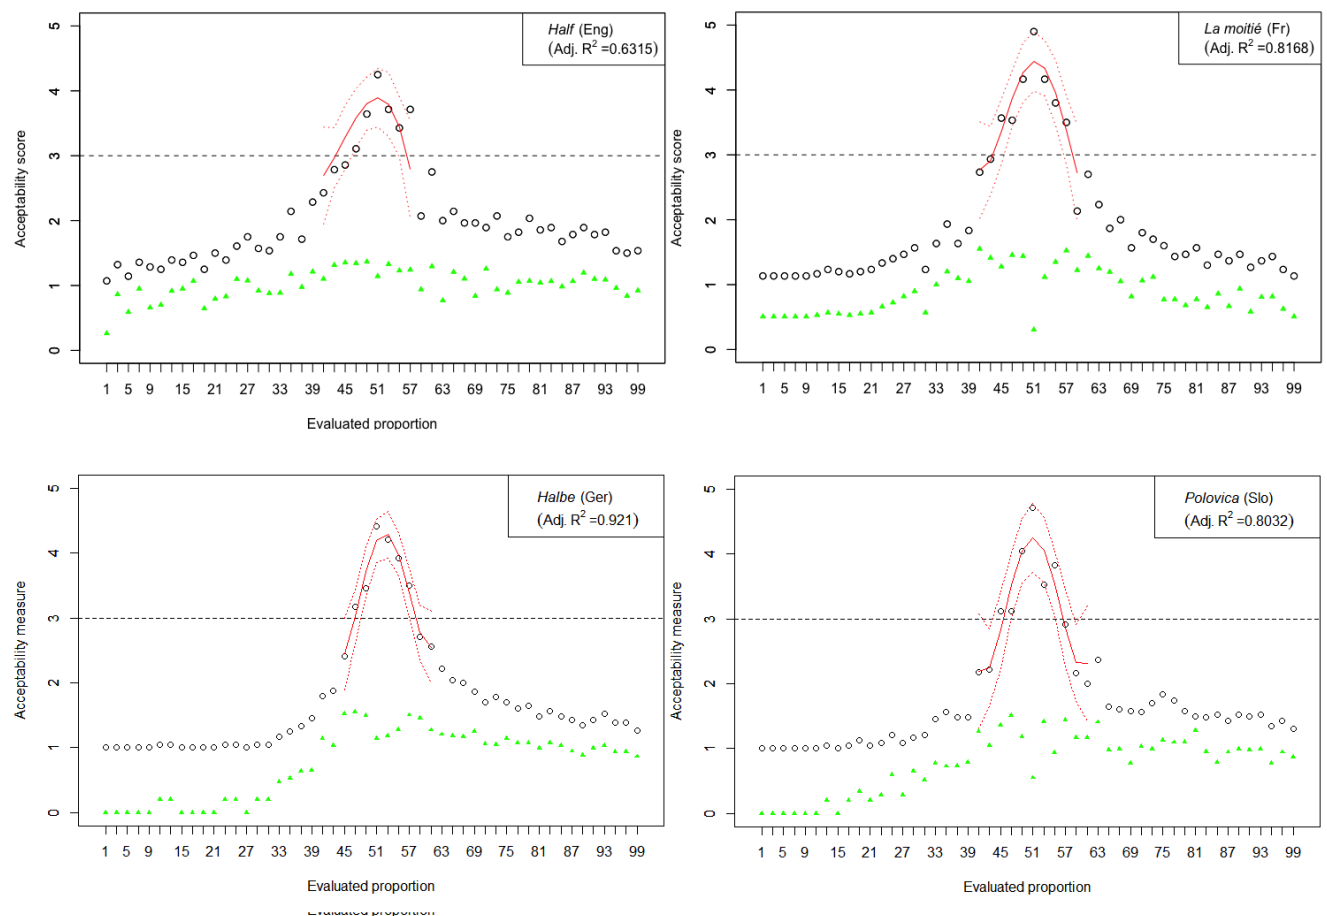 Half (Eng)
(Adj. R² =0.6315)
Acceptability score
5
4
3
2
1
0
1 5 9 15 21 27 33 39 45 51 57 63 69 75 81 87 93 99
Evaluated proportion
La moitié (Fr)
(Adj. R² =0.8168)
Acceptability score
5
4
3
2
1
0
1 5 9 15 21 27 33 39 45 51 57 63 69 75 81 87 93 99
Halbe (Ger)
(Adj. R² =0.921)
Acceptability measure
5
4
3
2
1
0
1 5 9 15 21 27 33 39 45 51 57 63 69 75 81 87 93 99
Evaluated proportion
Evaluated proportion
Polovica (Slo)
(Adj. R² =0.8032)
Acceptability measure
5
4
3
2
1
0
1 5 9 15 21 27 33 39 45 51 57 63 69 75 81 87 93 99
Evaluated proportion